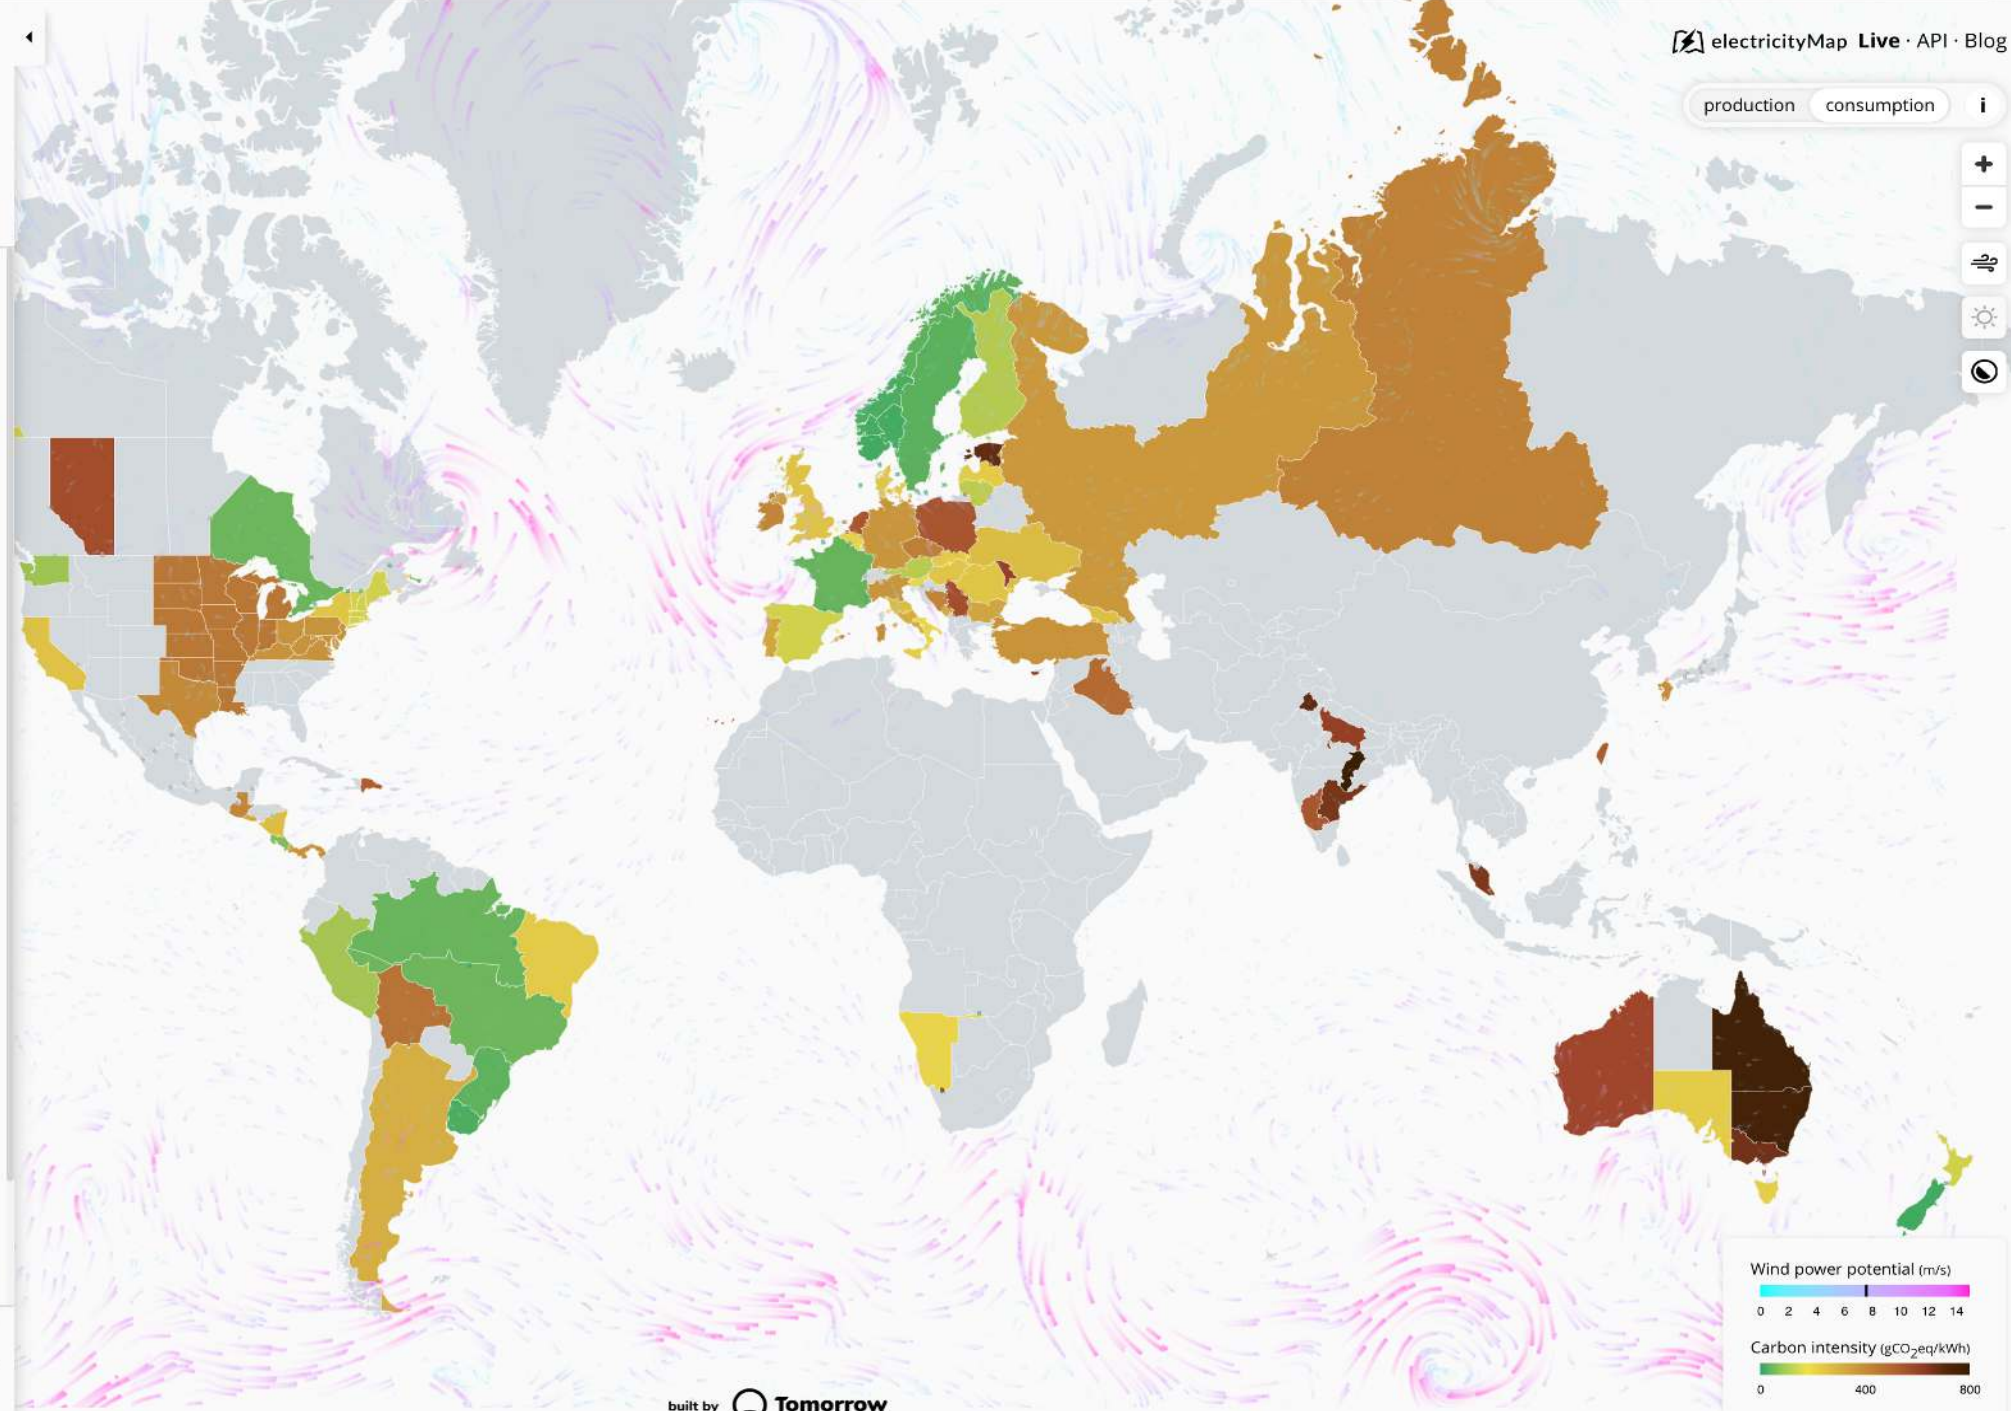 electricityMap Live · API · Blog
production consumption i
Wind power potential (m/s)
0 2 4 6 8 10 12 14
Carbon intensity (gCO2eq/kWh)
0 400 800
built by Tomorrow